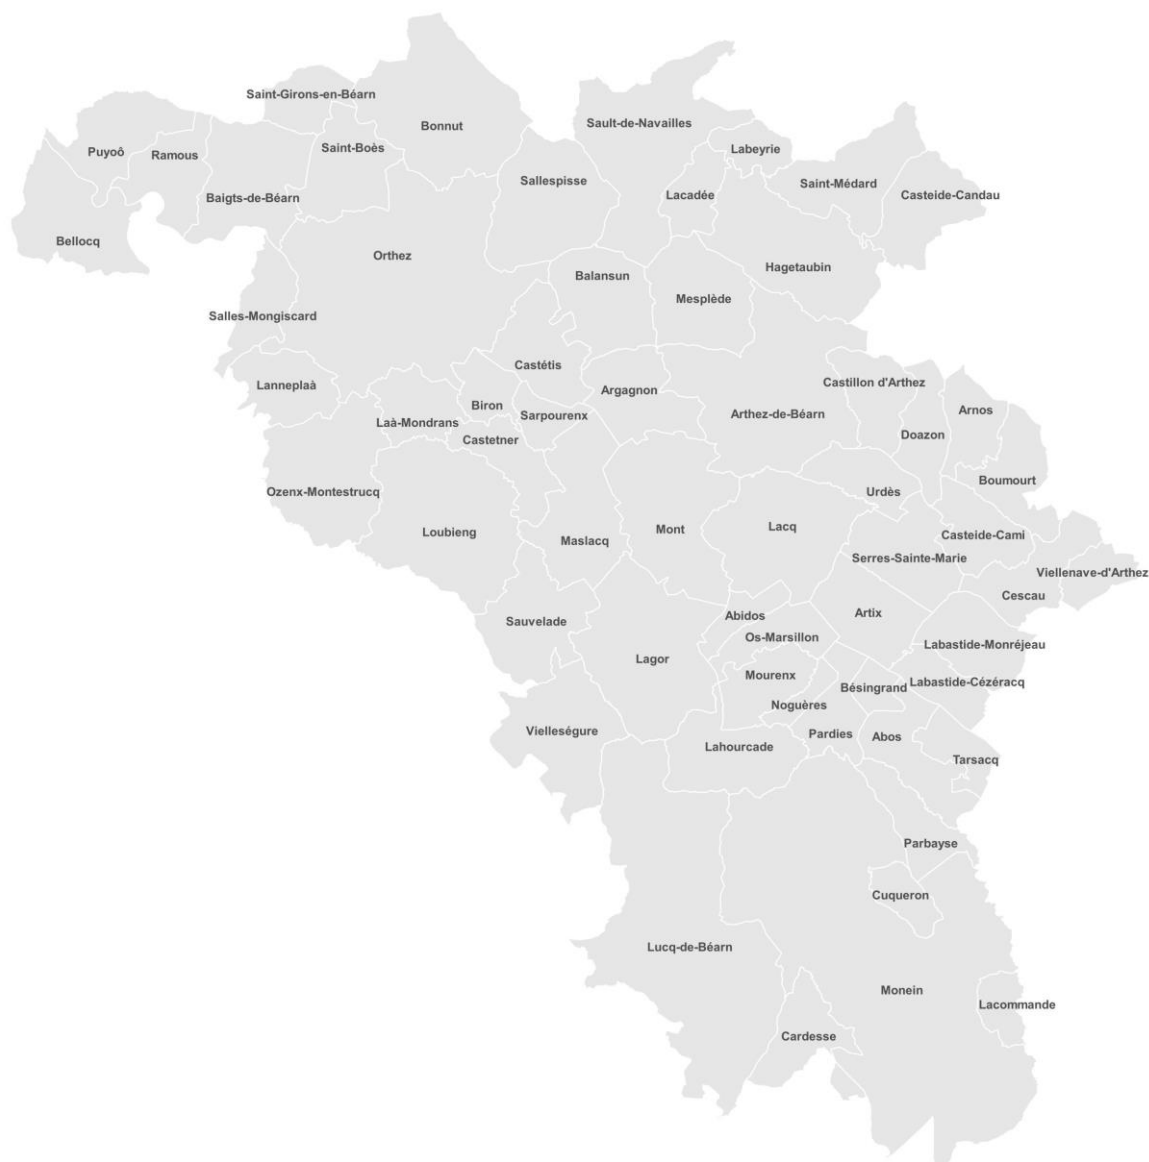 Saint-Girons-en-Béarn
Bonnut
Sault-de-Navailles
Puyoô
Ramous
Saint-Boès
Labeyrie
Sallespisse
Saint-Médard
Baigts-de-Béarn
Lacadée
Casteide-Candau
Bellocq
Orthez
Balansun
Hagetaubin
Mesplède
Salles-Mongiscard
Castétis
Lanneplaà
Argagnon
Castillon d'Arthez
Biron
Sarpourenx
Arthez-de-Béarn
Arnos
Laà-Mondrans
Castetner
Doazon
Boumourt
Ozenx-Montestrucq
Urdès
Loubieng
Maslacq
Mont
Lacq
Casteide-Cami
Serres-Sainte-Marie
Viellenave-d'Arthez
Cescau
Sauvelade
Abidos
Artix
Os-Marsillon
Labastide-Monréjeau
Lagor
Mourenx
Bésingrand
Labastide-Cézéracq
Noguères
Vielleségure
Pardies
Abos
Lahourcade
Tarsacq
Parbayse
Cuqueron
Lucq-de-Béarn
Monein
Lacommande
Cardesse